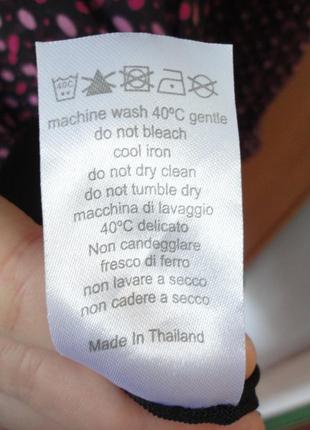 40C
machine wash 40ºC gentle
do not bleach
cool iron
do not dry clean
do not tumble dry
macchina di lavaggio
40ºC delicato
Non candeggiare
fresco di ferro
non lavare a secco
non cadere a secco
Made In Thailand